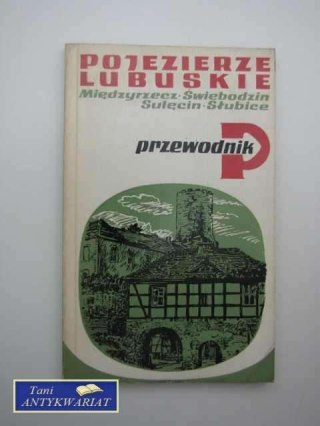 POJEZIERZE
LUBUSKIE
Międzyrzecz · Świebodzin
Sulęcin · Słubice
przewodnik
P
Tani
ANTYKWARIAT